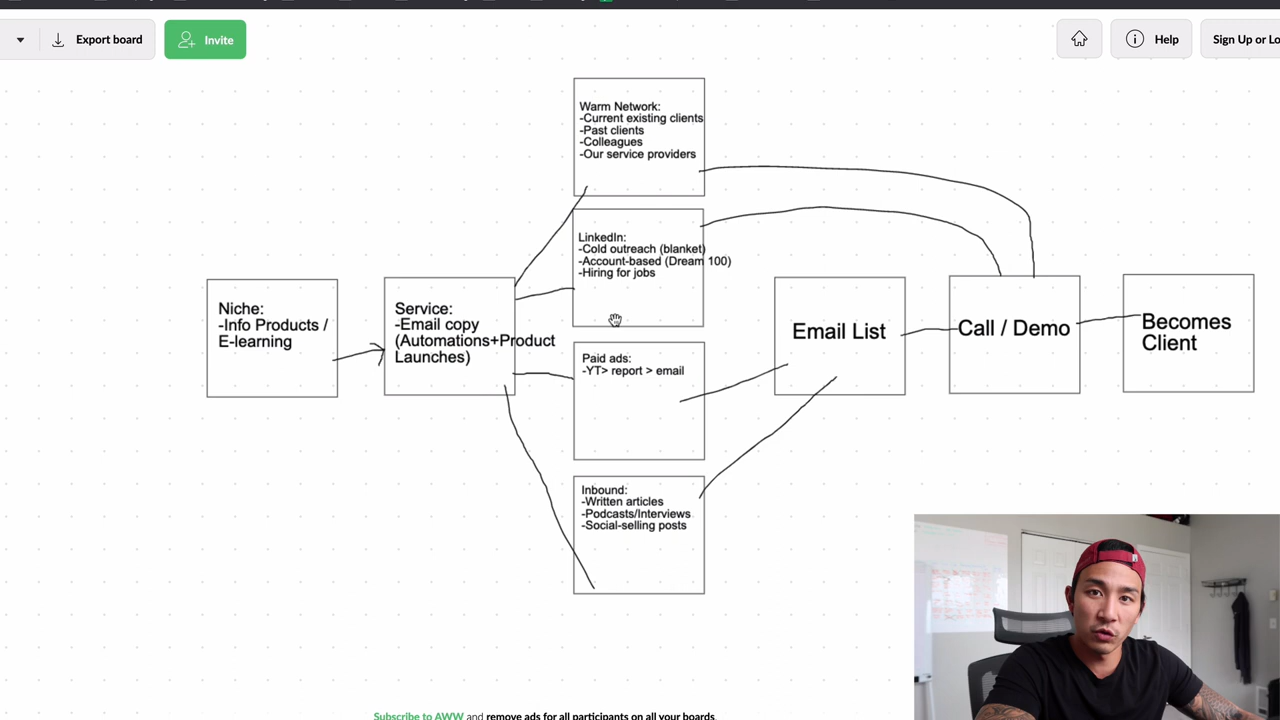 Export board
Invite
Help
Sign Up or Lo
Warm Network:
-Current existing clients
-Past clients
-Colleagues
-Our service providers
LinkedIn:
-Cold outreach (blanket)
-Account-based (Dream 100)
-Hiring for jobs
Niche:
-Info Products /
E-learning
Service:
-Email copy
(Automations+Product
Launches)
Paid ads:
-YT> report > email
Inbound:
-Written articles
-Podcasts/Interviews
-Social-selling posts
Email List
Call / Demo
Becomes
Client
Subscribe to AWW and remove ads for all participants on all your boards.